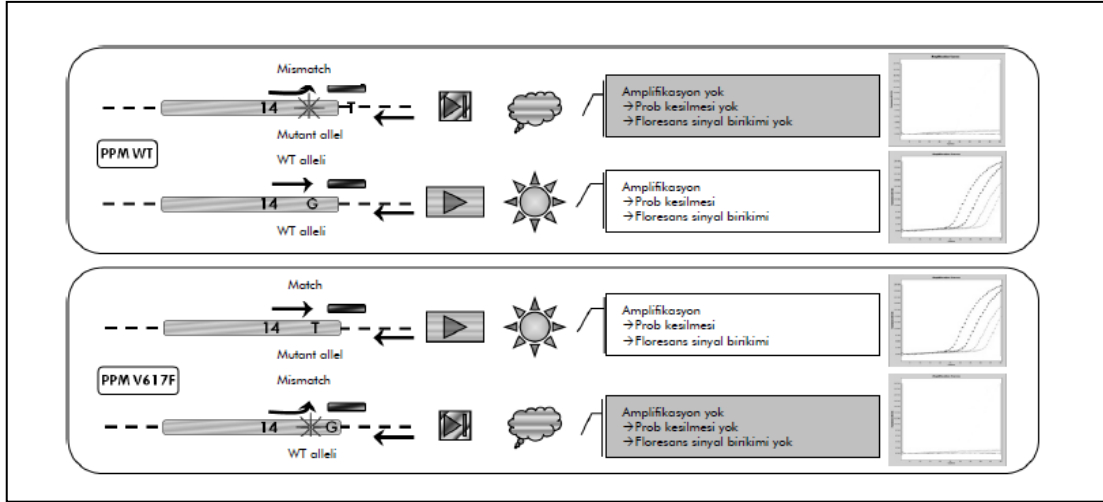 Mismatch
14
T
Mutant allel
PPM WT
WT alleli
14 G
WT alleli
Amplifikasyon yok
→Prob kesilmesi yok
→Floresans sinyal birikimi yok
Amplifikasyon
→Prob kesilmesi
→Floresans sinyal birikimi
Match
14 T
Mutant allel
PPM V617F
Mismatch
14 G
WT alleli
Amplifikasyon
→Prob kesilmesi
→Floresans sinyal birikimi
Amplifikasyon yok
→Prob kesilmesi yok
→Floresans sinyal birikimi yok